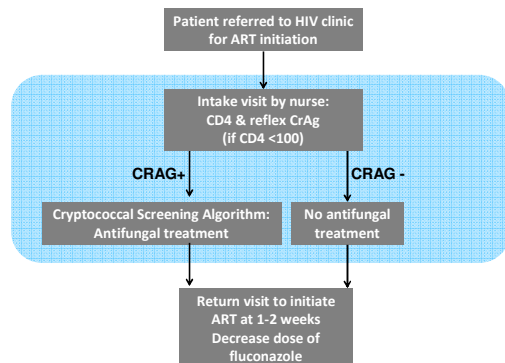 Patient referred to HIV clinic
for ART initiation
Intake visit by nurse:
CD4 & reflex CrAg
(if CD4 <100)
CRAG+
CRAG -
Cryptococcal Screening Algorithm:
Antifungal treatment
No antifungal
treatment
Return visit to initiate
ART at 1-2 weeks
Decrease dose of
fluconazole